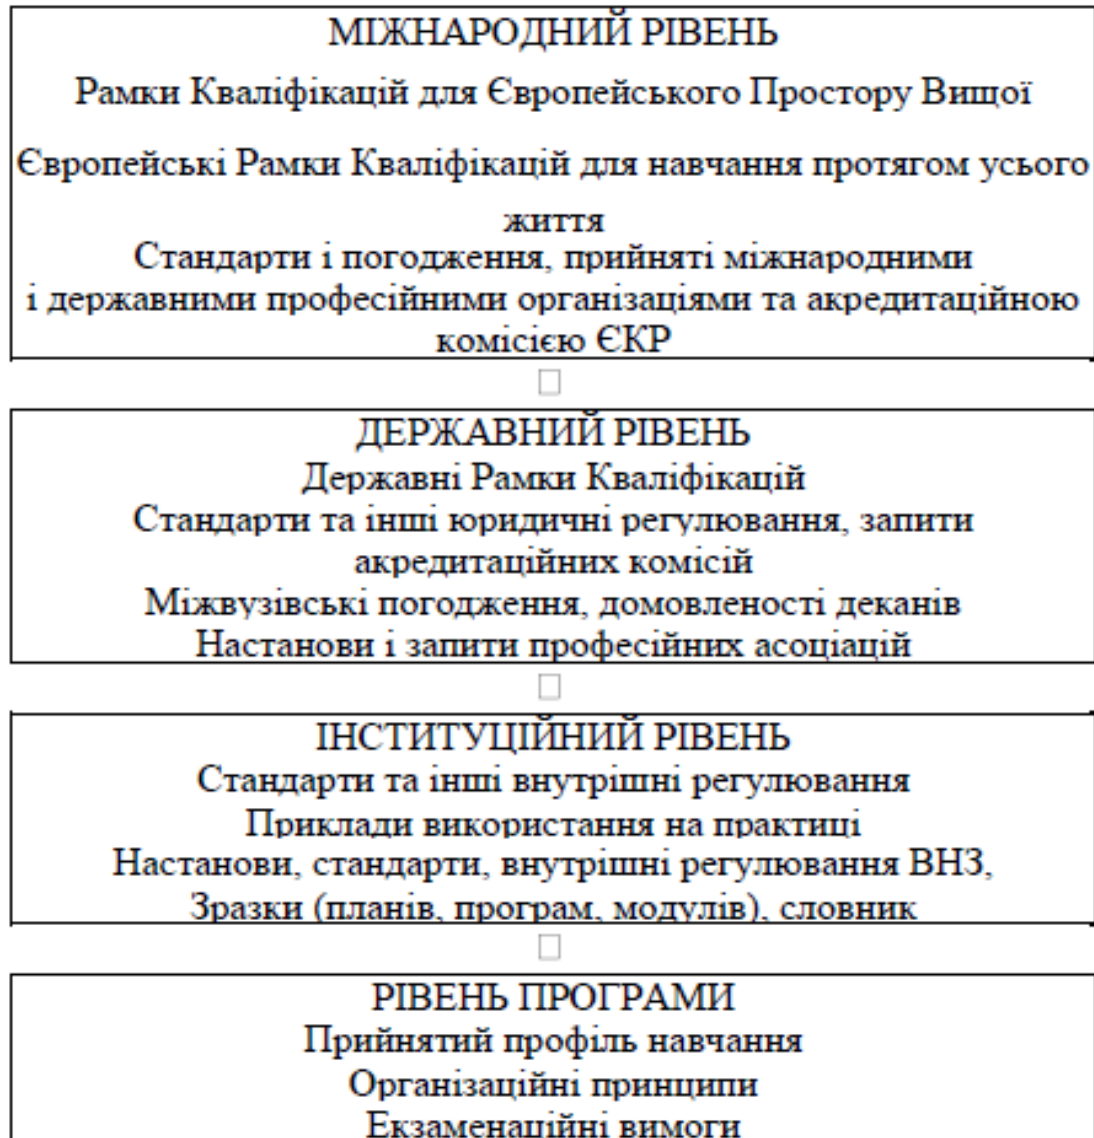 МІЖНАРОДНИЙ РІВЕНЬ
Рамки Кваліфікацій для Європейського Простору Вищої
Європейські Рамки Кваліфікацій для навчання протягом усього
життя
Стандарти і погодження, прийняті міжнародними
і державними професійними організаціями та акредитаційною
комісією ЄКР
ДЕРЖАВНИЙ РІВЕНЬ
Державні Рамки Кваліфікацій
Стандарти та інші юридичні регулювання, запити
акредитаційних комісій
Міжвузівські погодження, домовленості деканів
Настанови і запити професійних асоціацій
ІНСТИТУЦІЙНИЙ РІВЕНЬ
Стандарти та інші внутрішні регулювання
Приклади використання на практиці
Настанови, стандарти, внутрішні регулювання ВНЗ,
Зразки (планів, програм, модулів), словник
РІВЕНЬ ПРОГРАМИ
Прийнятий профіль навчання
Організаційні принципи
Екзаменаційні вимоги